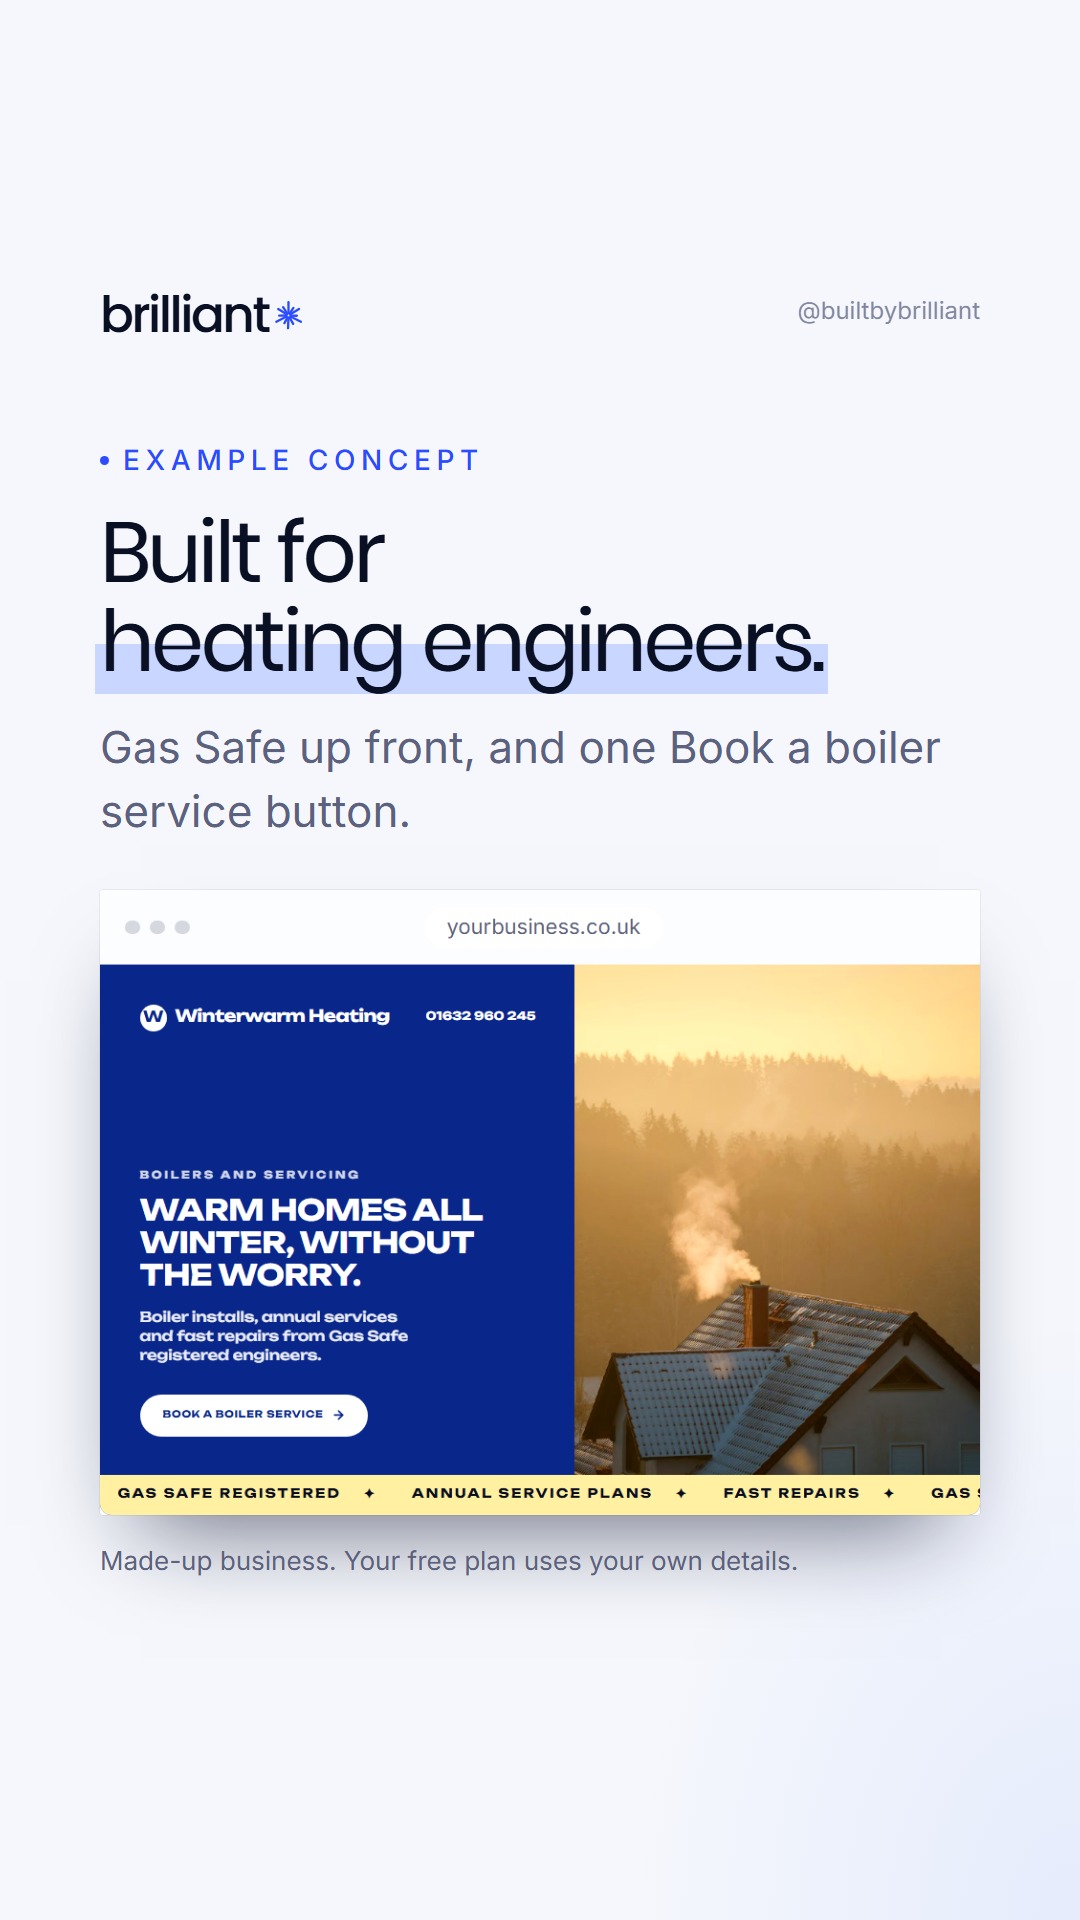 brilliant
@builtbybrilliant
EXAMPLE CONCEPT
Built for
heating engineers.
Gas Safe up front, and one Book a boiler
service button.
yourbusiness.co.uk
W Winterwarm Heating
01632 960 245
BOILERS AND SERVICING
WARM HOMES ALL
WINTER, WITHOUT
THE WORRY.
Boiler installs, annual services
and fast repairs from Gas Safe
registered engineers.
BOOK A BOILER SERVICE →
GAS SAFE REGISTERED ✦ ANNUAL SERVICE PLANS ✦ FAST REPAIRS ✦ GAS
Made-up business. Your free plan uses your own details.